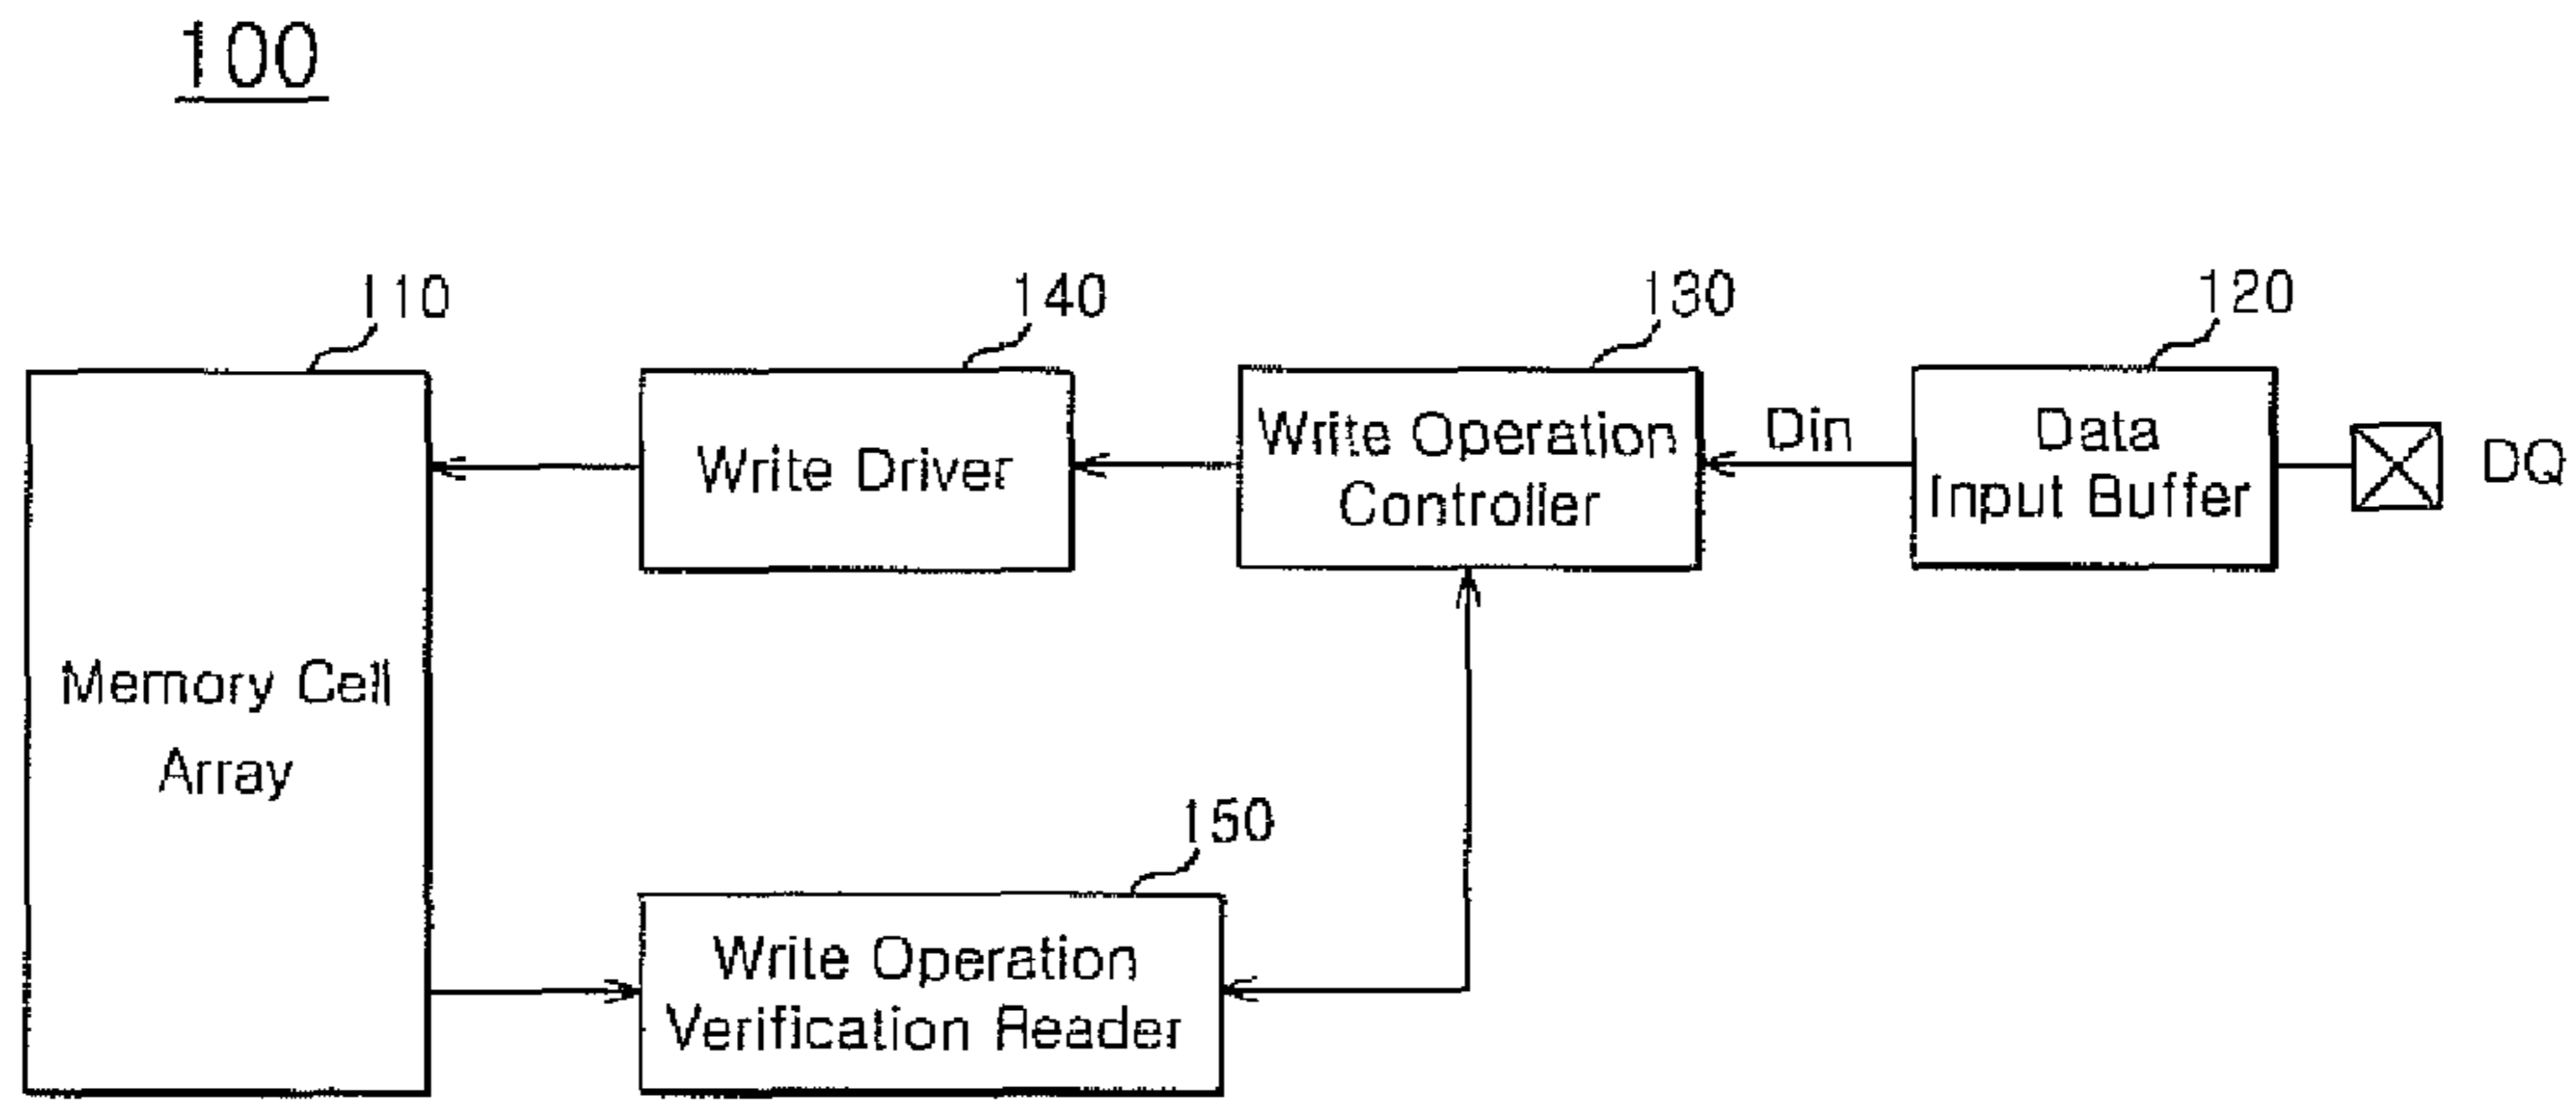 100
110
140
130
120
Write Driver
Write Operation
Controller
Din
Data
Input Buffer
DQ
Memory Cell
Array
150
Write Operation
Verification Reader